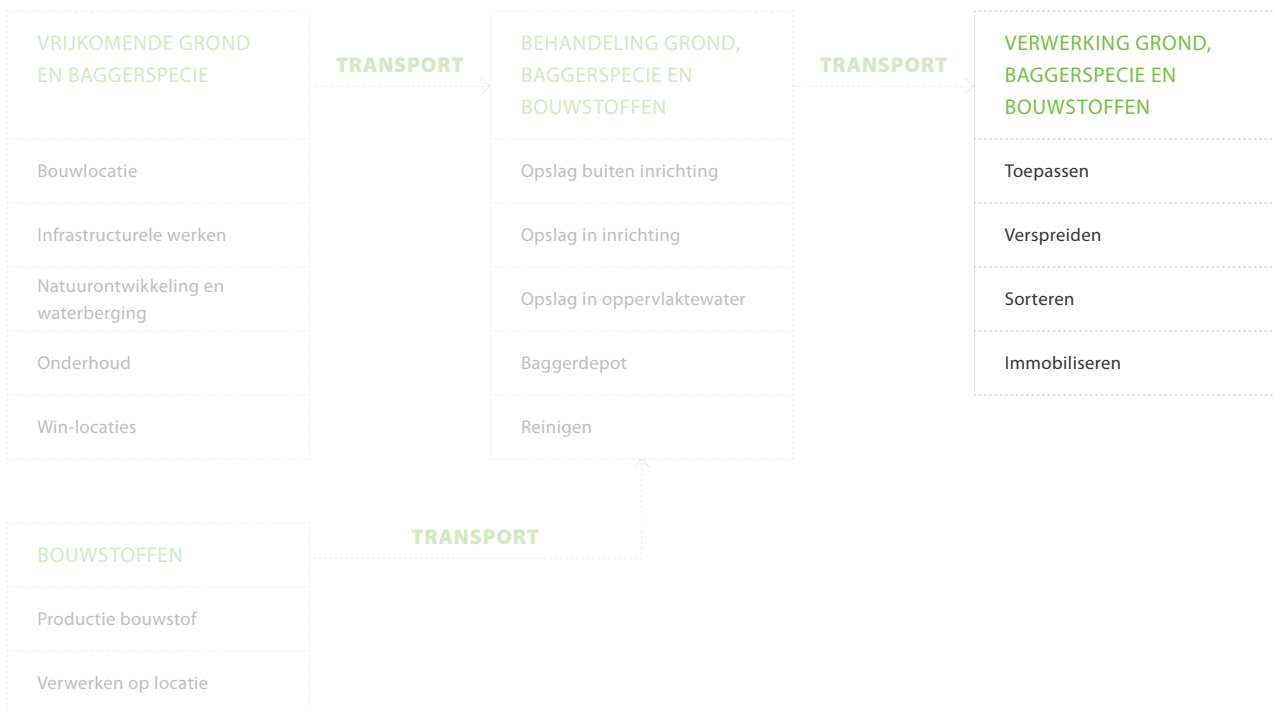 VRIJKOMENDE GROND
EN BAGGERSPECIE
Bouwlocatie
Infrastructurele werken
Natuurontwikkeling en
waterberging
Onderhoud
Win-locaties
TRANSPORT
BEHANDELING GROND,
BAGGERSPECIE EN
BOUWSTOFFEN
Opslag buiten inrichting
Opslag in inrichting
Opslag in oppervlaktewater
Baggerdepot
Reinigen
TRANSPORT
VERWERKING GROND,
BAGGERSPECIE EN
BOUWSTOFFEN
Toepassen
Verspreiden
Sorteren
Immobiliseren
BOUWSTOFFEN
Productie bouwstof
Verwerken op locatie
TRANSPORT